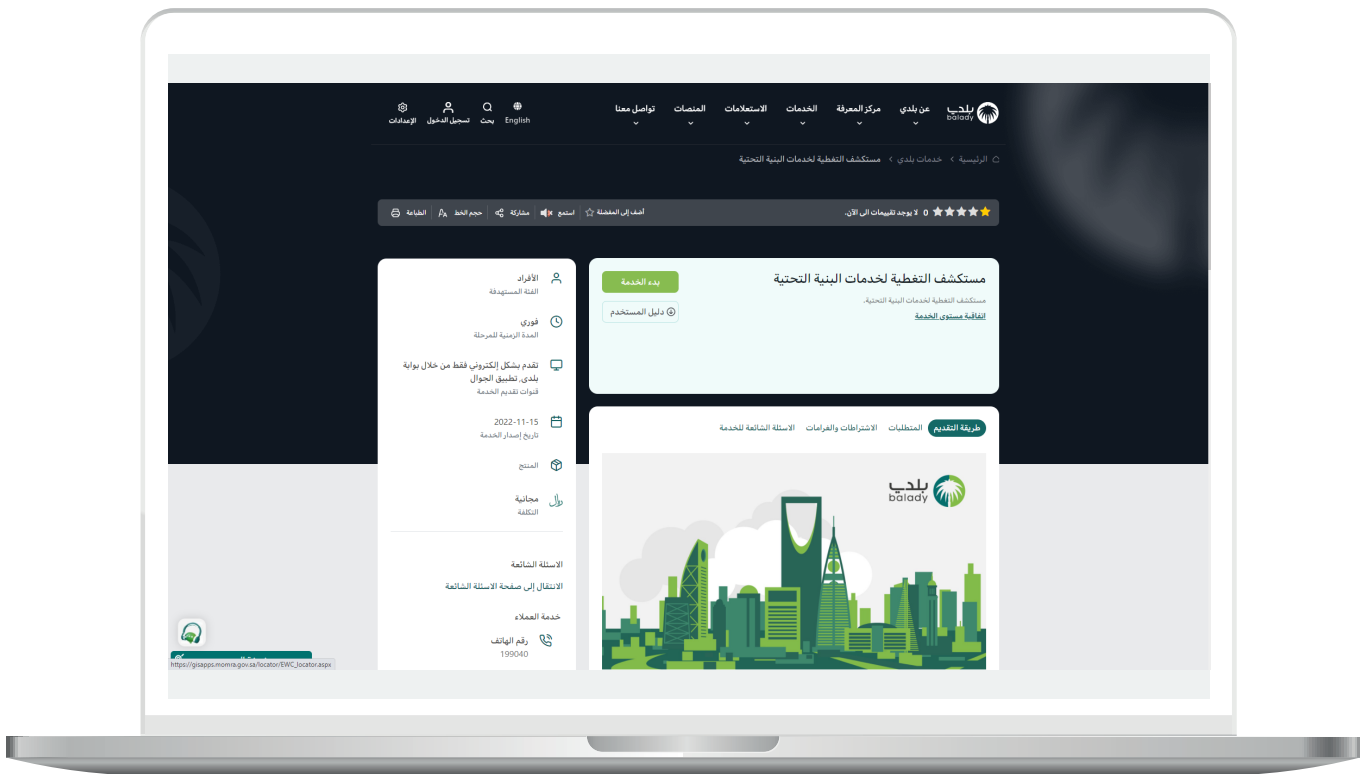 بلدي
balady
عن بلدي
مركز المعرفة
الخدمات
الاستعلامات
المنصات
تواصل معنا
English
بحث
تسجيل الدخول
الإعدادات
الرئيسية > خدمات بلدي > مستكشف التغطية لخدمات البنية التحتية
0 لا يوجد تقييمات الى الآن.
أضف إلى المفضلة
استمع
مشاركة
حجم الخط
الطباعة
مستكشف التغطية لخدمات البنية التحتية
مستكشف التغطية لخدمات البنية التحتية.
اتفاقية مستوى الخدمة
بدء الخدمة
دليل المستخدم
طريقة التقديم
المتطلبات
الاشتراطات والغرامات
الاسئلة الشائعة للخدمة
بلدي
balady
الأفراد
الفئة المستهدفة
فوري
المدة الزمنية للمرحلة
تقدم بشكل إلكتروني فقط من خلال بوابة
بلدى, تطبيق الجوال
قنوات تقديم الخدمة
2022-11-15
تاريخ إصدار الخدمة
المنتج
ريال
مجانية
التكلفة
الاسئلة الشائعة
الانتقال إلى صفحة الاسئلة الشائعة
خدمة العملاء
رقم الهاتف
199040
https://gisapps.momra.gov.sa/locator/EWC_locator.aspx